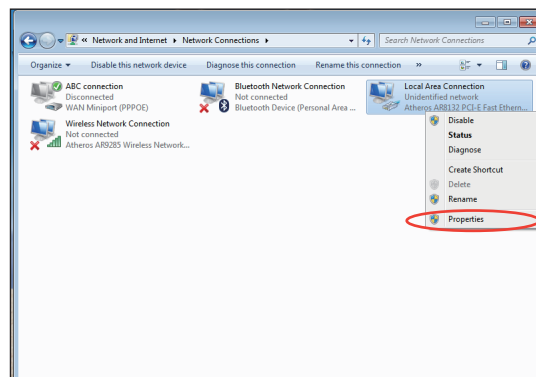 « Network and Internet ▸ Network Connections ▸
Search Network Connections
Organize ▾ Disable this network device Diagnose this connection Rename this connection »
ABC connection
Disconnected
WAN Miniport (PPPOE)
Bluetooth Network Connection
Not connected
Bluetooth Device (Personal Area ...
Local Area Connection
Unidentified network
Atheros AR8132 PCI-E Fast Ethern...
Wireless Network Connection
Not connected
Atheros AR9285 Wireless Network...
Disable
Status
Diagnose
Create Shortcut
Delete
Rename
Properties